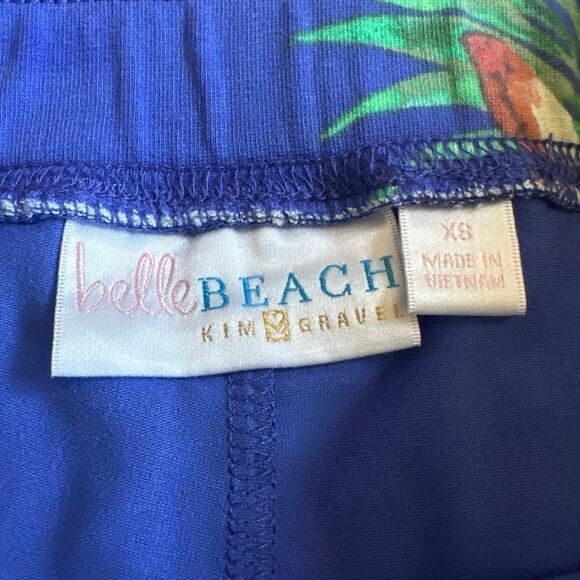 belleBEACH
KIM GRAVEL
XS
MADE IN
VIETNAM